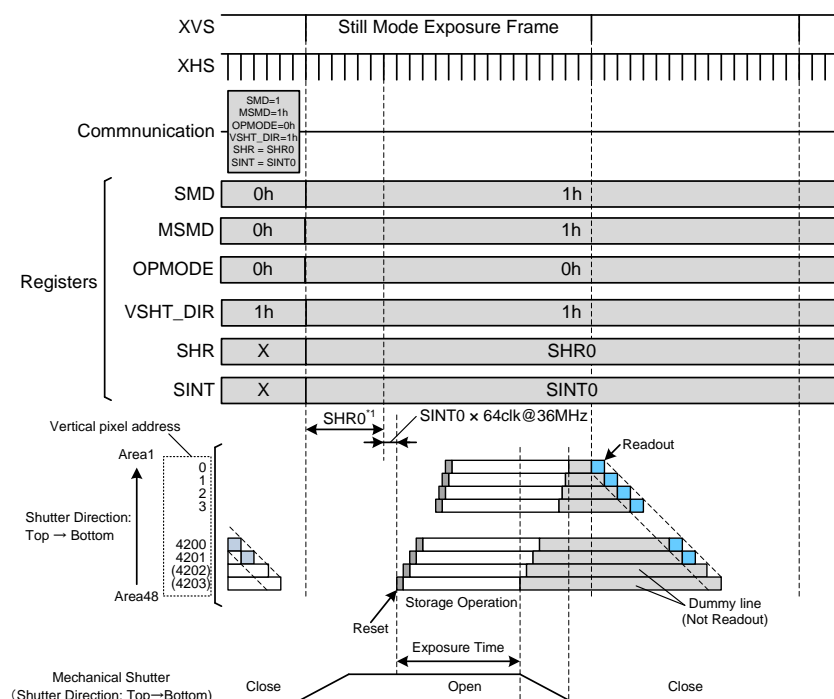 XVS
Still Mode Exposure Frame
XHS
Commnunication
SMD=1
MSMD=1h
OPMODE=0h
VSHT_DIR=1h
SHR = SHR0
SINT = SINT0
Registers
SMD 0h 1h
MSMD 0h 1h
OPMODE 0h 0h
VSHT_DIR 1h 1h
SHR X SHR0
SINT X SINT0
SHR0*1
SINT0 × 64clk@36MHz
Vertical pixel address
Readout
Area1
0
1
2
3
Shutter Direction:
Top → Bottom
4200
4201
(4202)
(4203)
Area48
Storage Operation
Dummy line
(Not Readout)
Reset
Exposure Time
Mechanical Shutter
(Shutter Direction: Top→Bottom)
Close Open Close